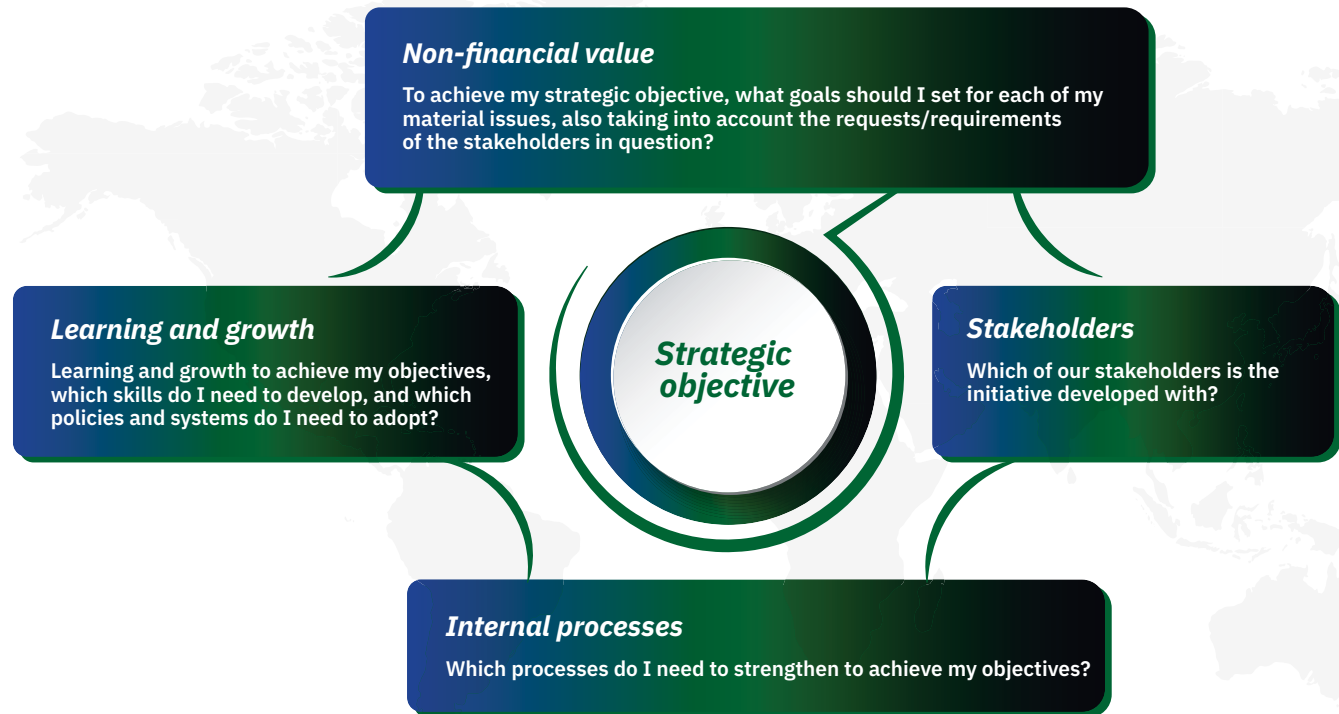 Non-financial value
To achieve my strategic objective, what goals should I set for each of my
material issues, also taking into account the requests/requirements
of the stakeholders in question?
Learning and growth
Learning and growth to achieve my objectives,
which skills do I need to develop, and which
policies and systems do I need to adopt?
Strategic
objective
Stakeholders
Which of our stakeholders is the
initiative developed with?
Internal processes
Which processes do I need to strengthen to achieve my objectives?